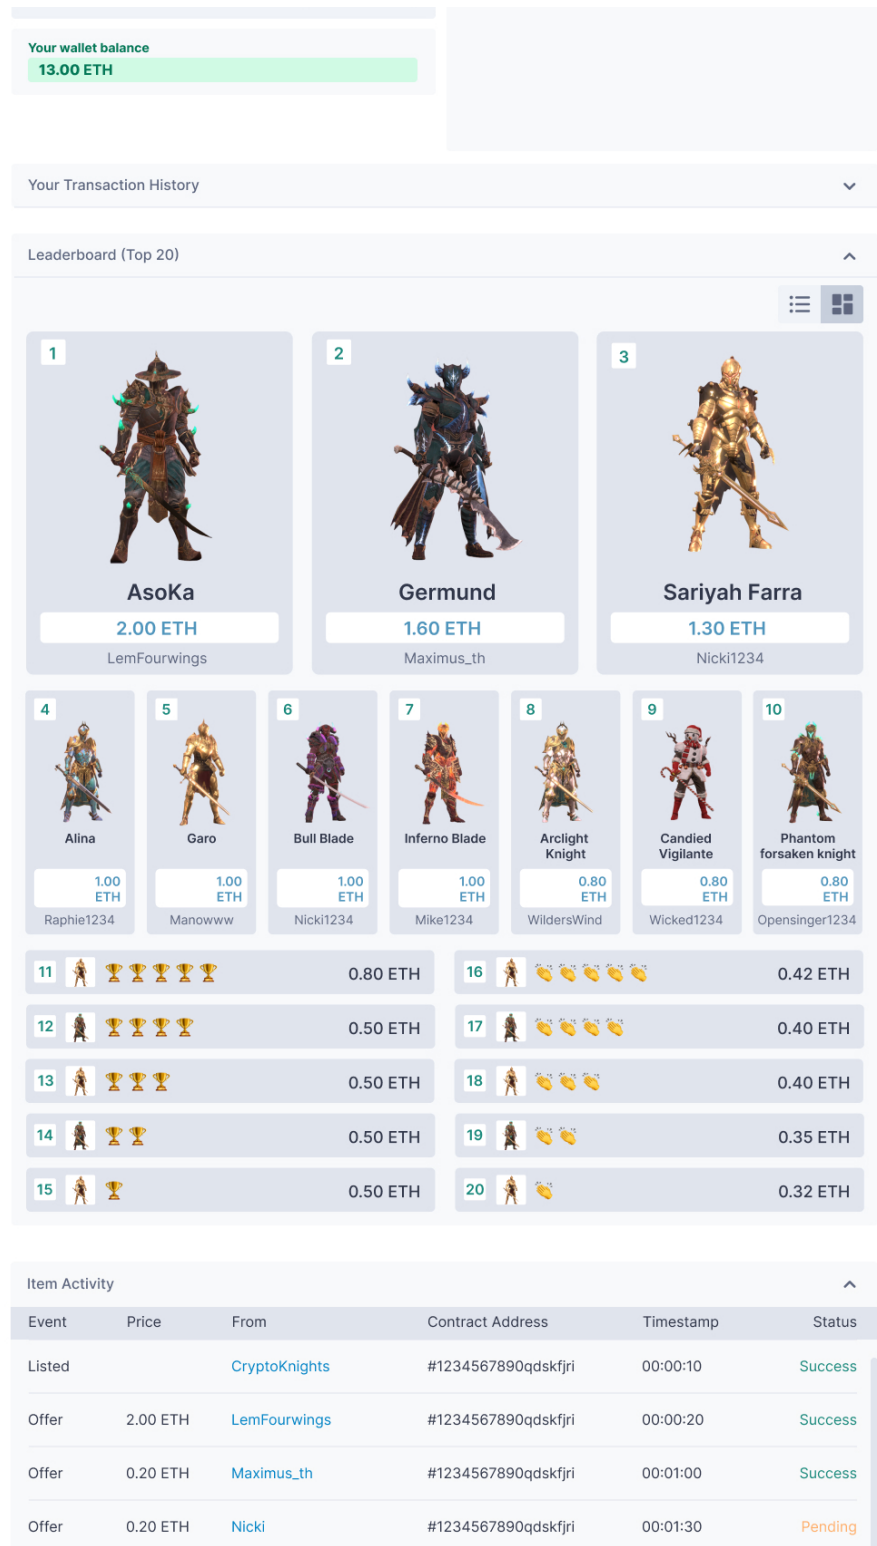 Your wallet balance
13.00 ETH
Your Transaction History
Leaderboard (Top 20)
1
2
3
AsoKa
Germund
Sariyah Farra
2.00 ETH
1.60 ETH
1.30 ETH
LemFourwings
Maximus_th
Nicki1234
4
5
6
7
8
9
10
Alina
Garo
Bull Blade
Inferno Blade
Arclight
Knight
Candied
Vigilante
Phantom
forsaken knight
1.00
ETH
1.00
ETH
1.00
ETH
1.00
ETH
0.80
ETH
0.80
ETH
0.80
ETH
Raphie1234
Manowww
Nicki1234
Mike1234
WildersWind
Wicked1234
Opensinger1234
11 0.80 ETH
16 0.42 ETH
12 0.50 ETH
17 0.40 ETH
13 0.50 ETH
18 0.40 ETH
14 0.50 ETH
19 0.35 ETH
15 0.50 ETH
20 0.32 ETH
Item Activity
Event Price From Contract Address Timestamp Status
Listed CryptoKnights #1234567890qdskfjri 00:00:10 Success
Offer 2.00 ETH LemFourwings #1234567890qdskfjri 00:00:20 Success
Offer 0.20 ETH Maximus_th #1234567890qdskfjri 00:01:00 Success
Offer 0.20 ETH Nicki #1234567890qdskfjri 00:01:30 Pending